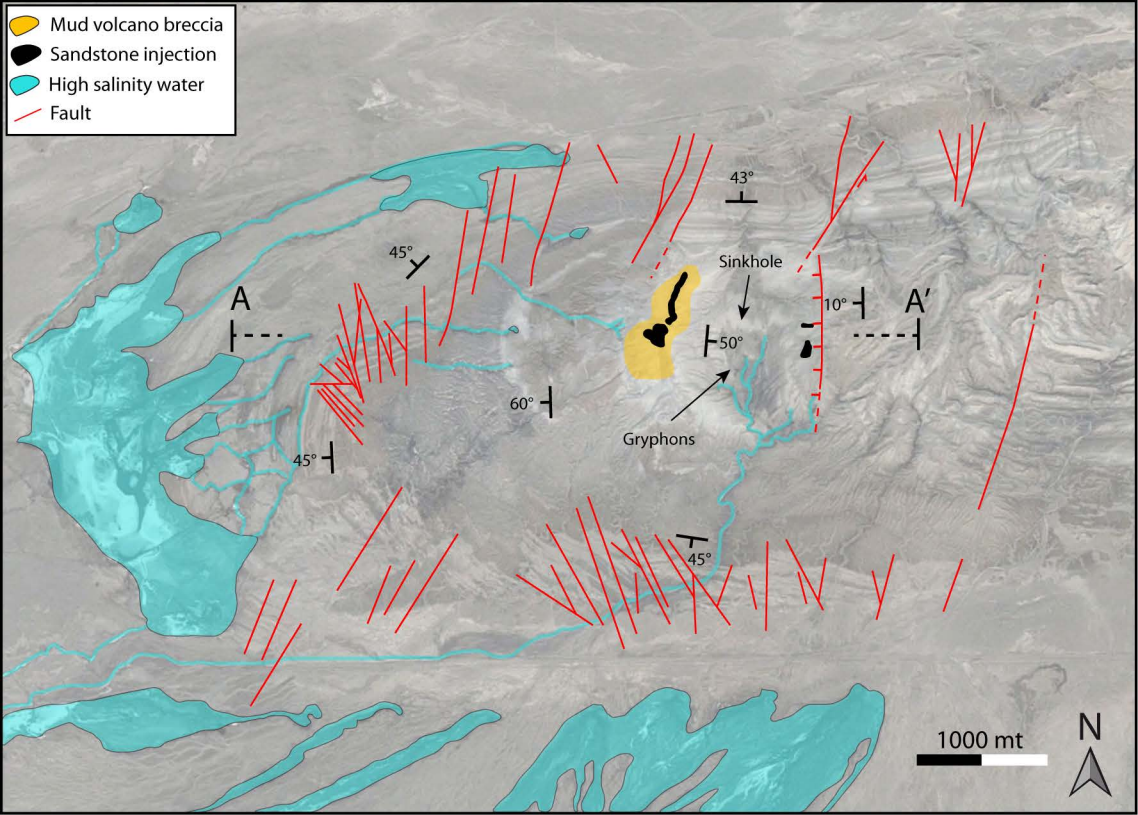 Mud volcano breccia
Sandstone injection
High salinity water
Fault
43°
45°
Sinkhole
A
10°
A′
50°
60°
Gryphons
45°
45°
N
1000 mt